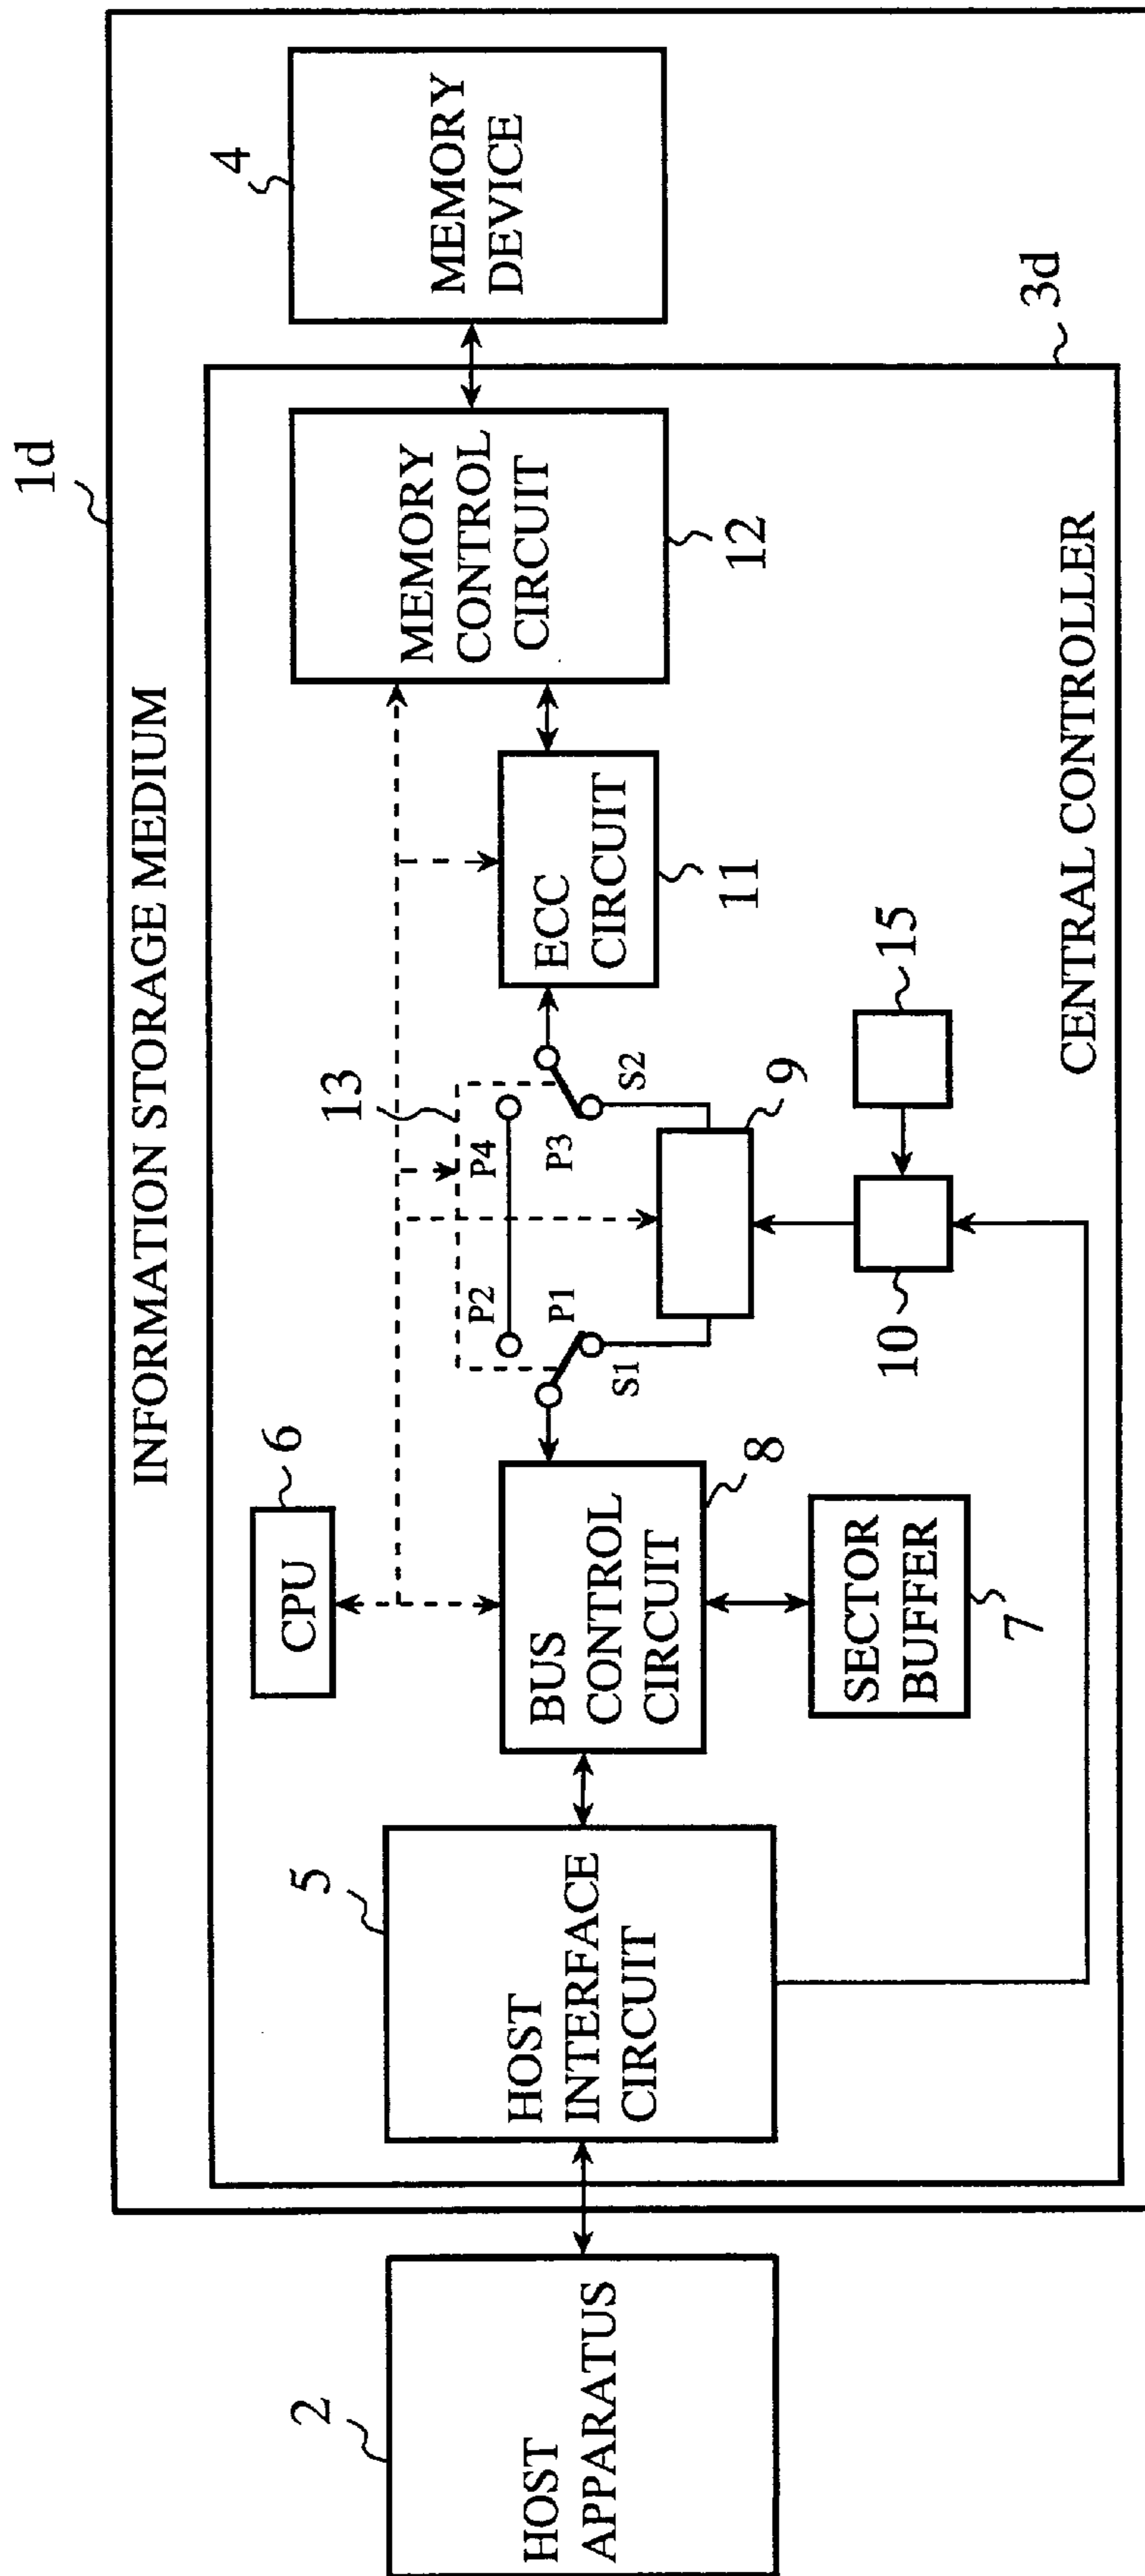 INFORMATION STORAGE MEDIUM
1d
2
HOST
APPARATUS
5
HOST
INTERFACE
CIRCUIT
6
CPU
BUS
CONTROL
CIRCUIT
8
SECTOR
BUFFER
7
13
P2
P4
P1
P3
S1
S2
9
10
15
ECC
CIRCUIT
11
MEMORY
CONTROL
CIRCUIT
12
4
MEMORY
DEVICE
3d
CENTRAL CONTROLLER